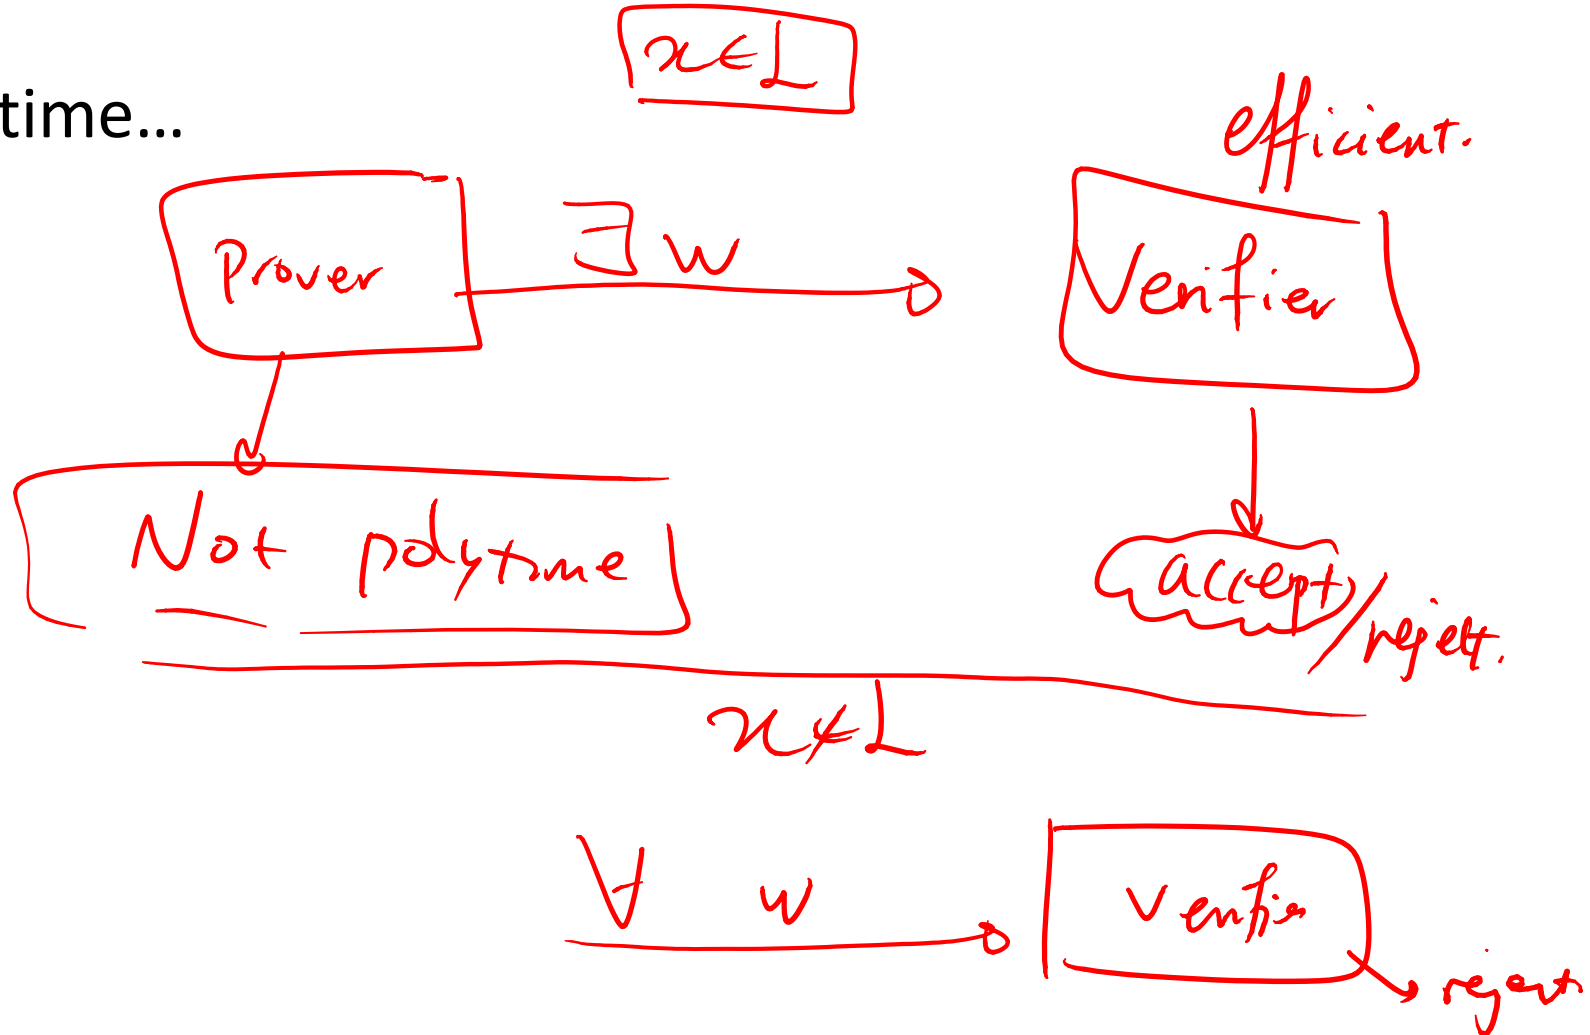 x ∈ L
time...
efficient.
Prover
∃ w
Verifier
Not polytime
accept/reject.
x ∉ L
∀ w
Verifier
reject